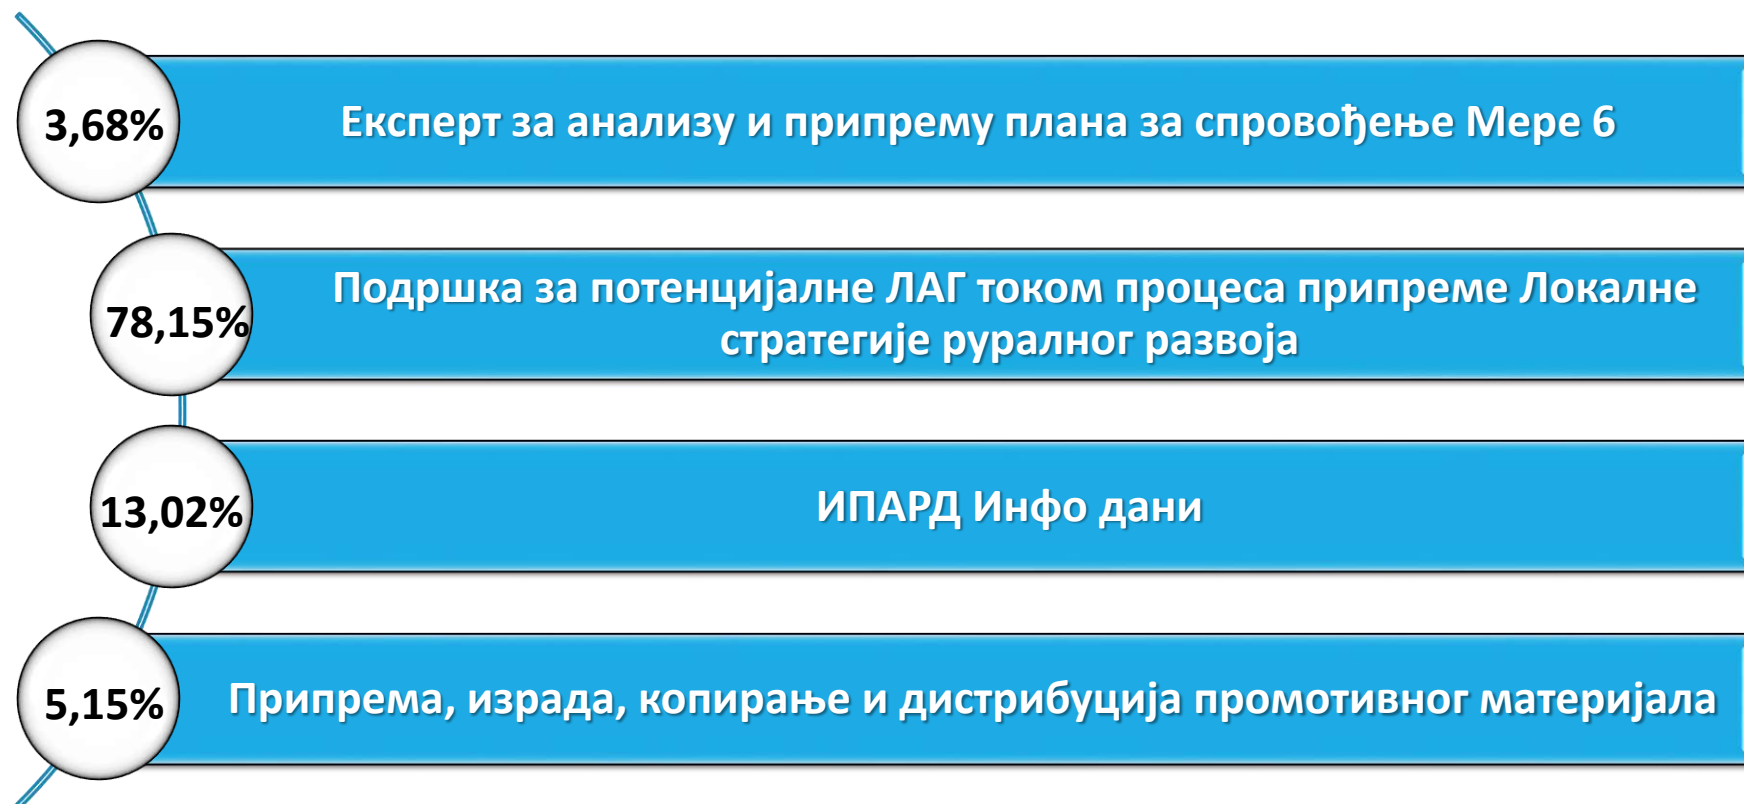 3,68%
Експерт за анализу и припрему плана за спровођење Мере 6
78,15%
Подршка за потенцијалне ЛАГ током процеса припреме Локалне
стратегије руралног развоја
13,02%
ИПАРД Инфо дани
5,15%
Припрема, израда, копирање и дистрибуција промотивног материјала